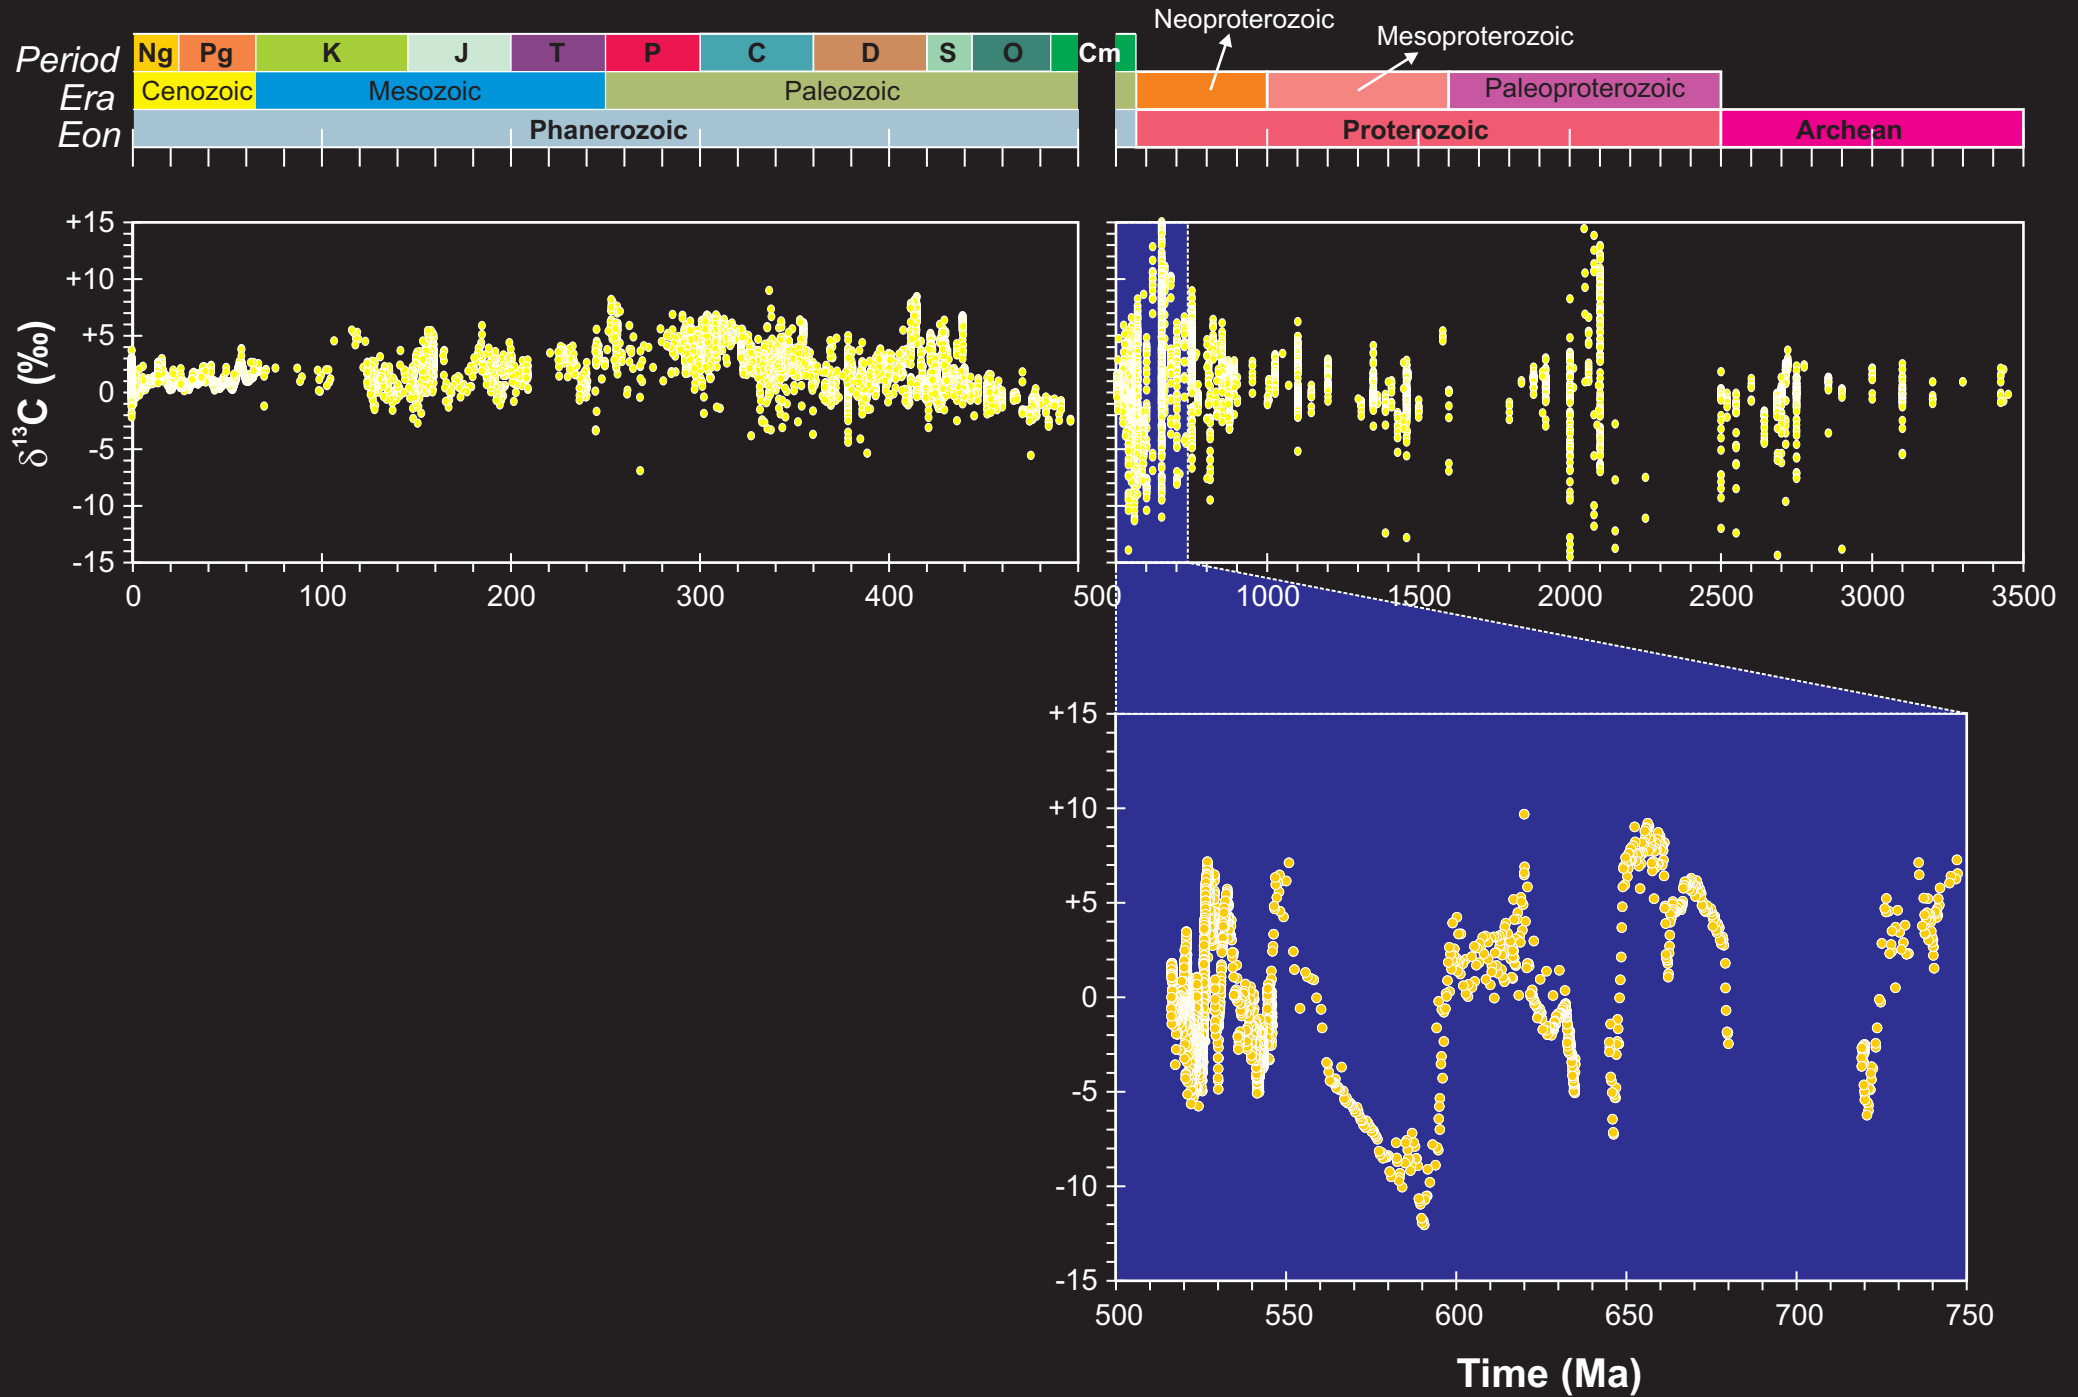 Neoproterozoic
Mesoproterozoic
Period Ng Pg K J T P C D S O Cm
Era Cenozoic Mesozoic Paleozoic Paleoproterozoic
Eon Phanerozoic Proterozoic Archean
δ¹³C (‰)
+15
+10
+5
0
-5
-10
-15
0 100 200 300 400 500 1000 1500 2000 2500 3000 3500
+15
+10
+5
0
-5
-10
-15
500 550 600 650 700 750
Time (Ma)